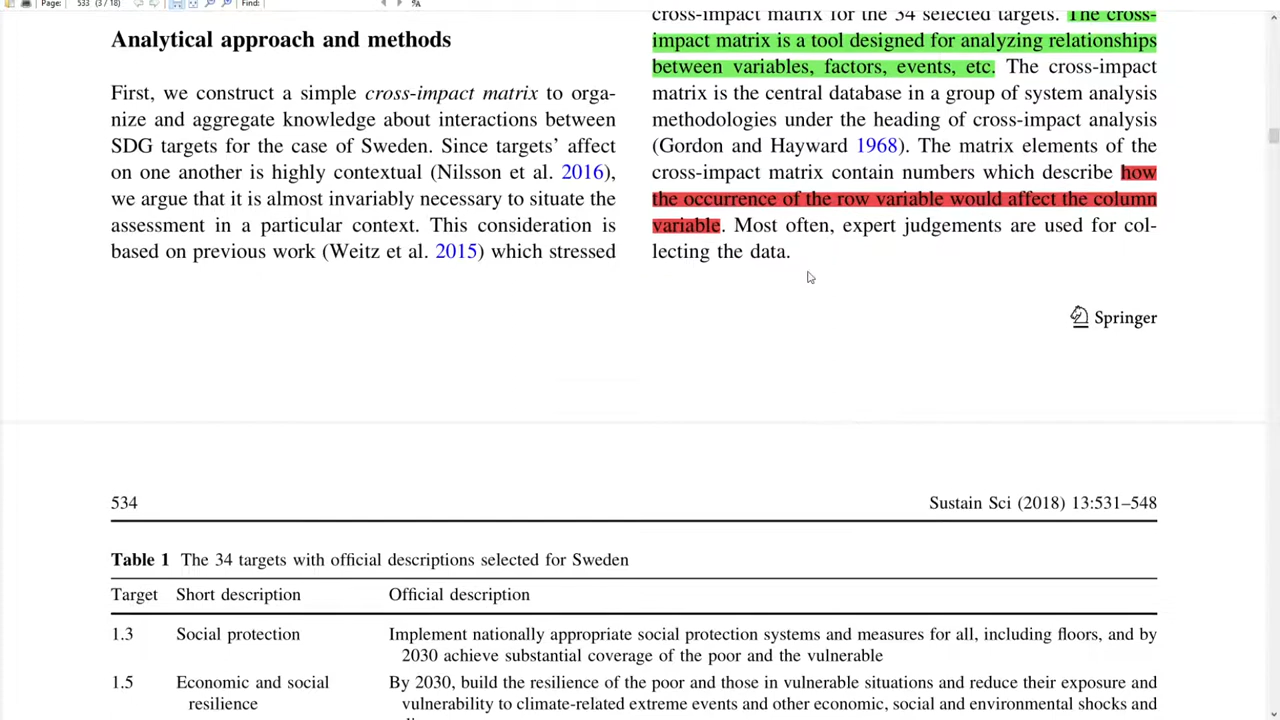 Page: 533 (3 / 18) Find:
Analytical approach and methods
First, we construct a simple cross-impact matrix to orga-
nize and aggregate knowledge about interactions between
SDG targets for the case of Sweden. Since targets' affect
on one another is highly contextual (Nilsson et al. 2016),
we argue that it is almost invariably necessary to situate the
assessment in a particular context. This consideration is
based on previous work (Weitz et al. 2015) which stressed
cross-impact matrix for the 34 selected targets. The cross-
impact matrix is a tool designed for analyzing relationships
between variables, factors, events, etc. The cross-impact
matrix is the central database in a group of system analysis
methodologies under the heading of cross-impact analysis
(Gordon and Hayward 1968). The matrix elements of the
cross-impact matrix contain numbers which describe how
the occurrence of the row variable would affect the column
variable. Most often, expert judgements are used for col-
lecting the data.
Springer
534 Sustain Sci (2018) 13:531–548
Table 1 The 34 targets with official descriptions selected for Sweden
Target Short description Official description
1.3 Social protection Implement nationally appropriate social protection systems and measures for all, including floors, and by
2030 achieve substantial coverage of the poor and the vulnerable
1.5 Economic and social By 2030, build the resilience of the poor and those in vulnerable situations and reduce their exposure and
resilience vulnerability to climate-related extreme events and other economic, social and environmental shocks and